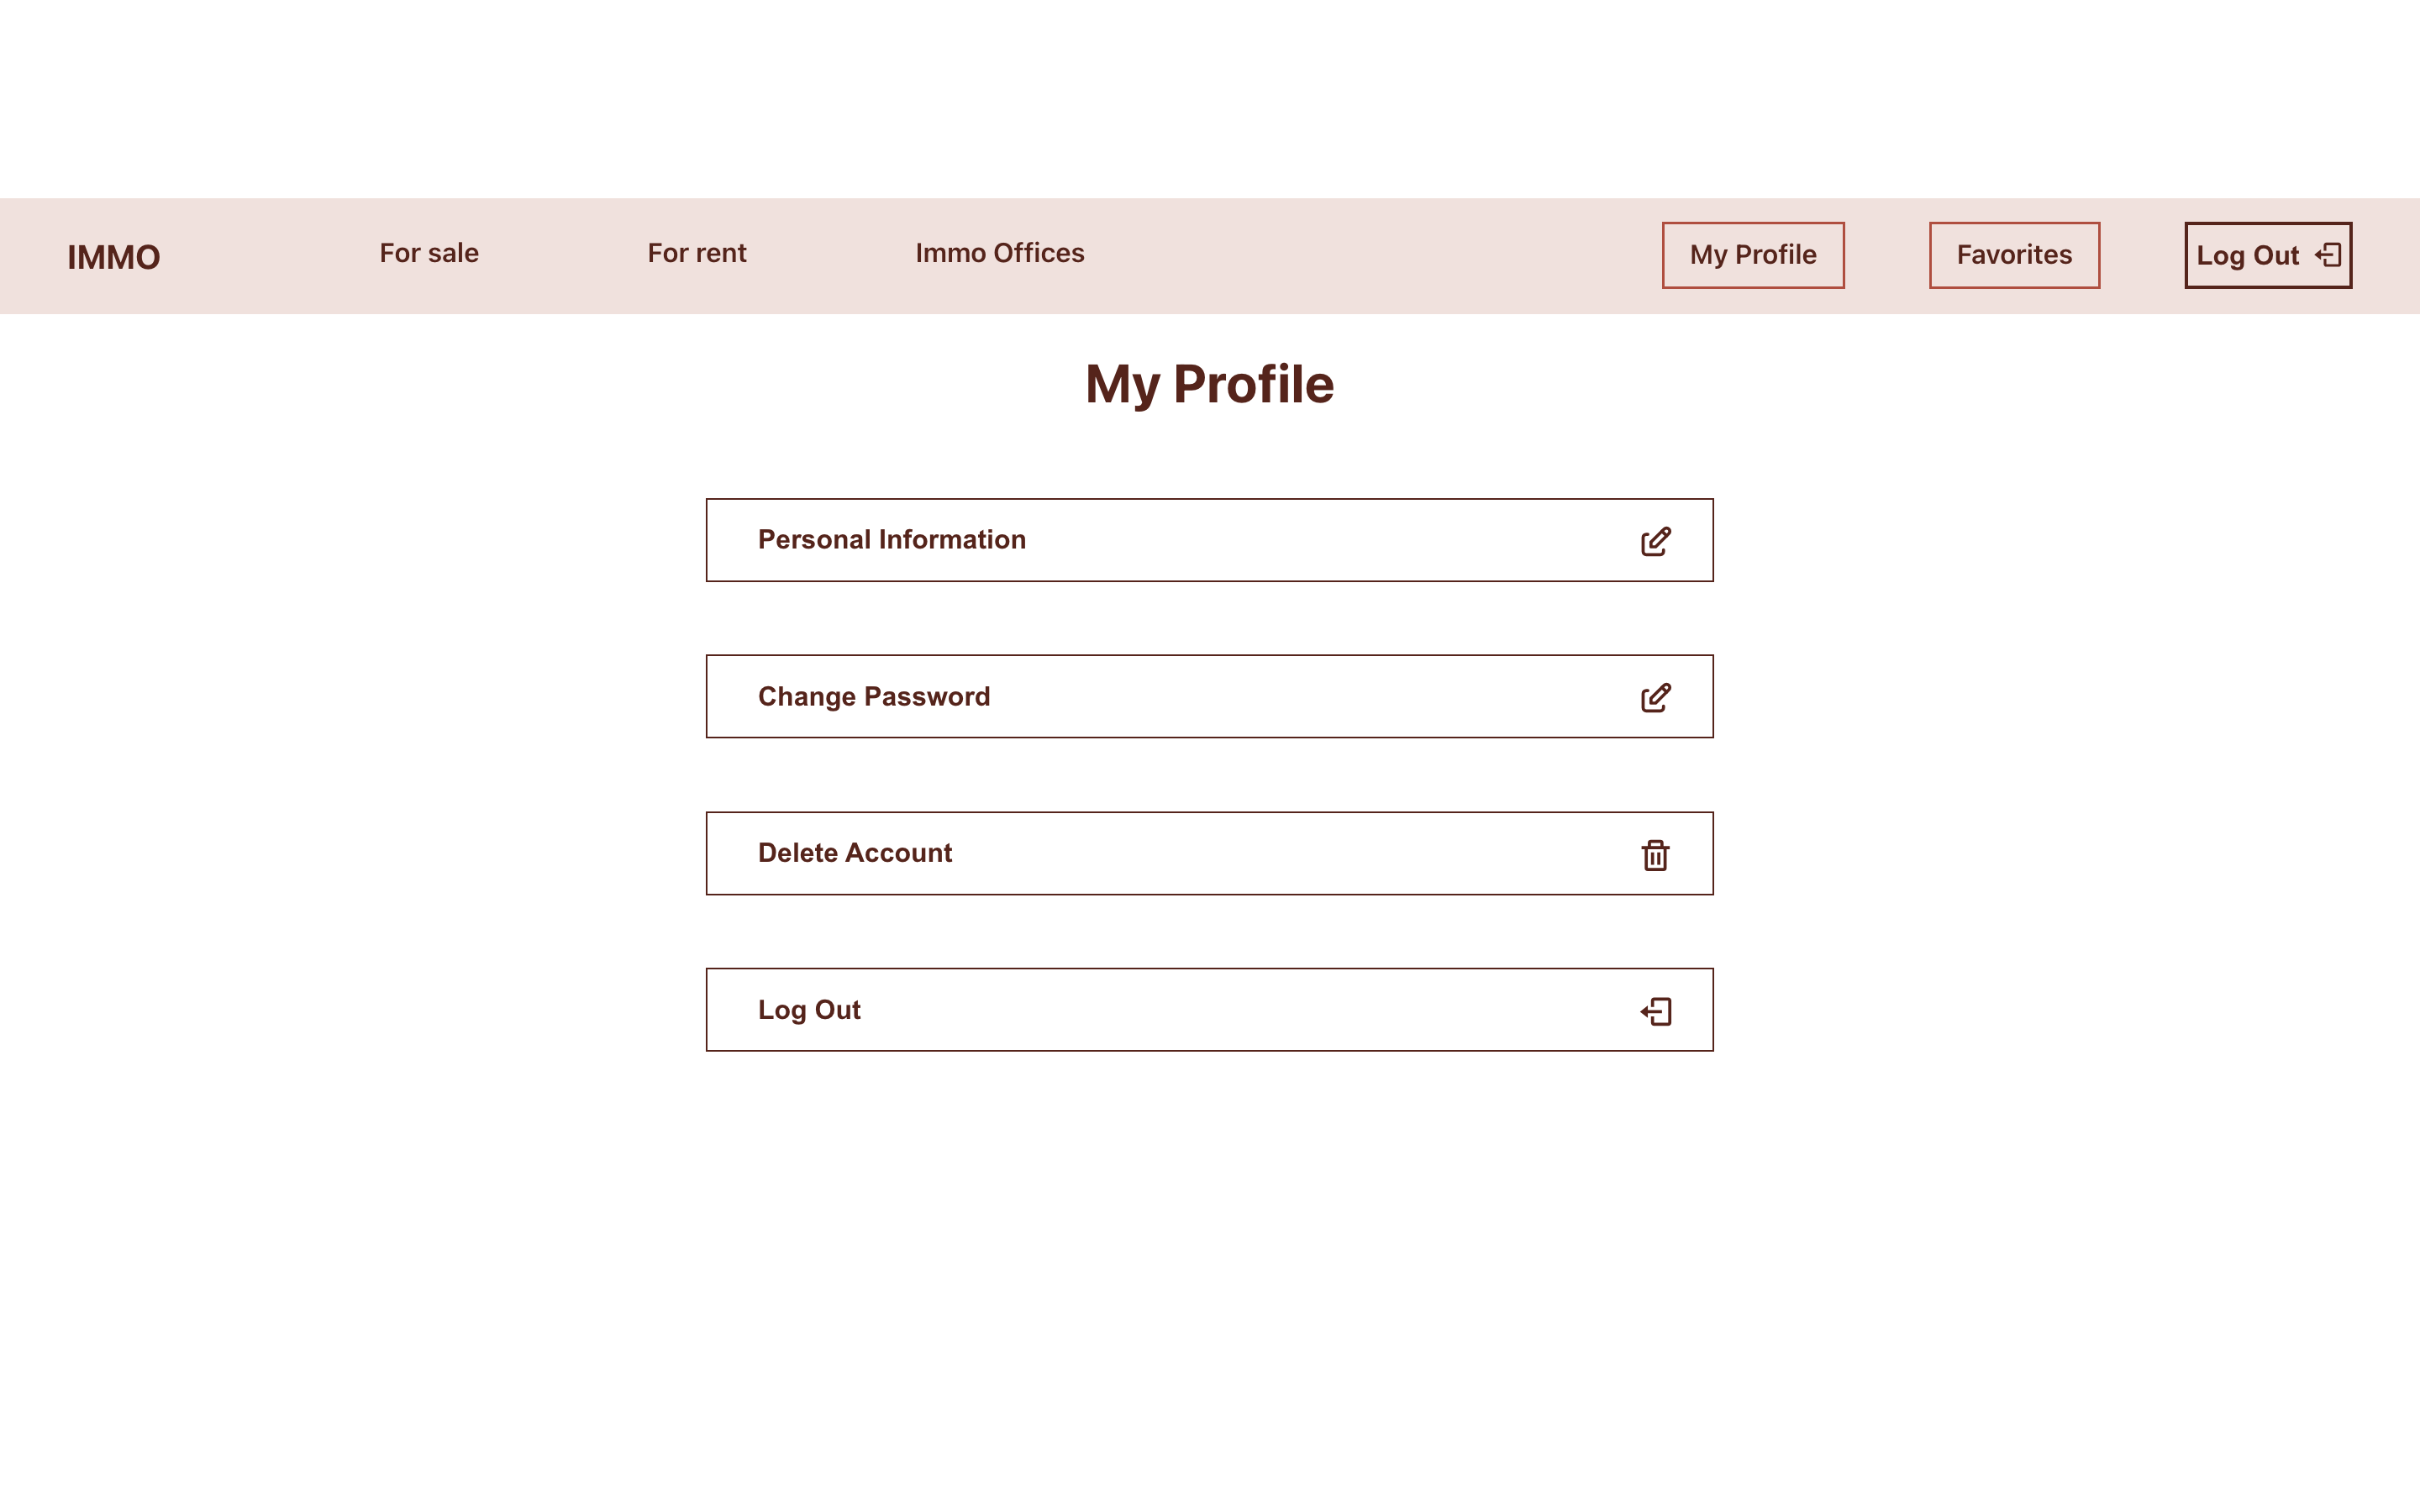 IMMO
For sale
For rent
Immo Offices
My Profile
Favorites
Log Out
My Profile
Personal Information
Change Password
Delete Account
Log Out